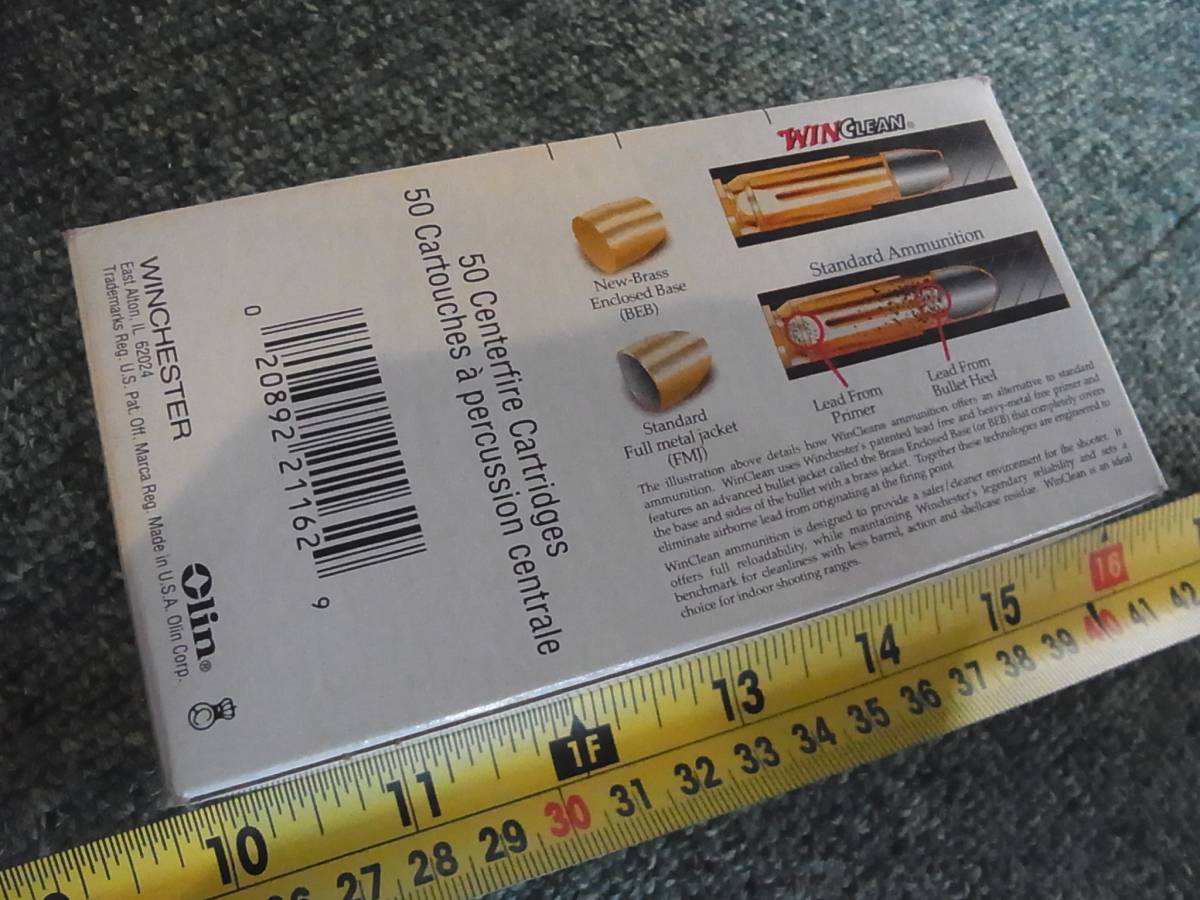 WINCLEAN®
Standard Ammunition
New-Brass
Enclosed Base
(BEB)
Standard
Full metal jacket
(FMJ)
Lead From
Primer
Lead From
Bullet Heel
The illustration above details how WinCleans ammunition offers an alternative to standard
ammunition. WinClean uses Winchester's patented lead free and heavy-metal free primer and
features an advanced bullet jacket called the Brass Enclosed Base (or BEB) that completely covers
the base and sides of the bullet with a brass jacket. Together these technologies are engineered to
eliminate airborne lead from originating at the firing point.
WinClean ammunition is designed to provide a safer/cleaner environment for the shooter. It
offers full reloadability, while maintaining Winchester's legendary reliability and sets a
benchmark for cleanliness with less barrel, action and shellcase residue. WinClean is an ideal
choice for indoor shooting ranges.
50 Centerfire Cartridges
50 Cartouches à percussion centrale
0 20892 21162 9
WINCHESTER
East Alton, IL 62024
Trademarks Reg. U.S. Pat. Off. Marca Reg. Made in U.S.A. Olin Corp.
Olin®
10 11 1F 13 14 15 16
27 28 29 30 31 32 33 34 35 36 37 38 39 40 41 42